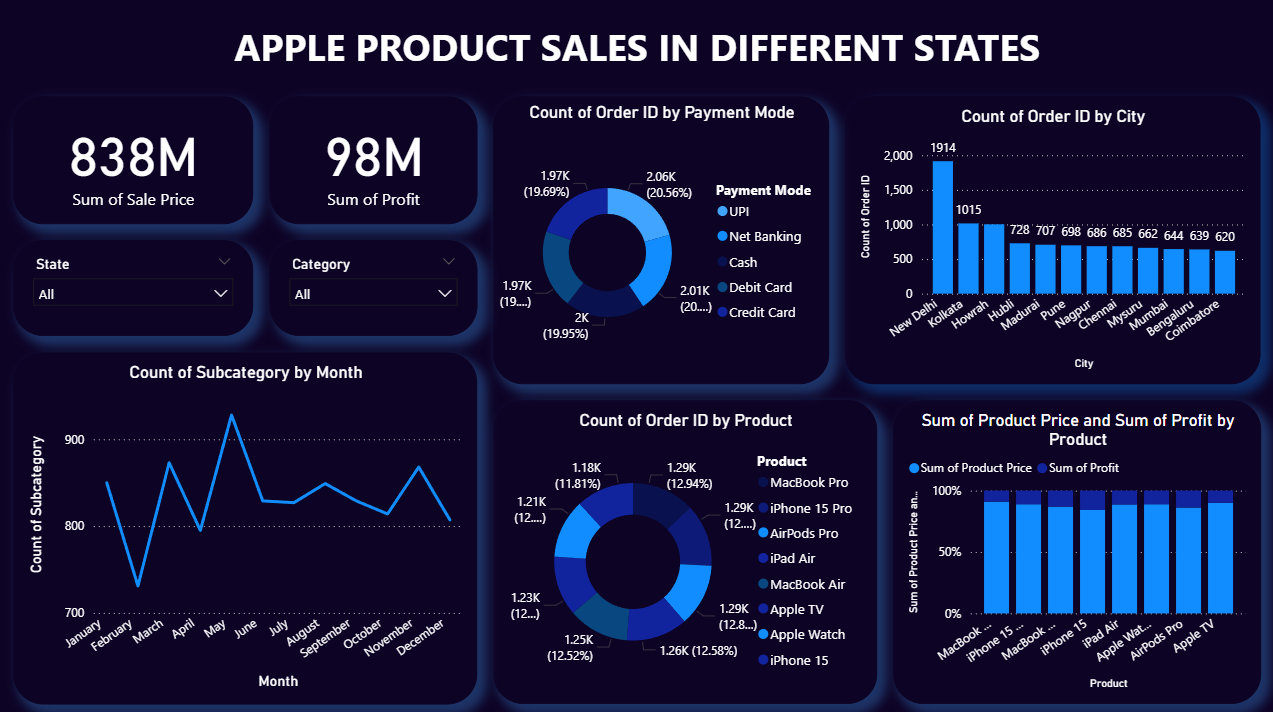 APPLE PRODUCT SALES IN DIFFERENT STATES
838M
Sum of Sale Price
98M
Sum of Profit
State
All
Category
All
Count of Order ID by Payment Mode
1.97K
(19.69%)
2.06K
(20.56%)
1.97K
(19....)
2.01K
(20....)
2K
(19.95%)
Payment Mode
UPI
Net Banking
Cash
Debit Card
Credit Card
Count of Order ID by City
Count of Order ID
2,000
1,500
1,000
500
0
1914
1015
728
707
698
686
685
662
644
639
620
New Delhi
Kolkata
Howrah
Hubli
Madurai
Pune
Nagpur
Chennai
Mysuru
Mumbai
Bengaluru
Coimbatore
City
Count of Subcategory by Month
Count of Subcategory
900
800
700
January
February
March
April
May
June
July
August
September
October
November
December
Month
Count of Order ID by Product
1.18K
(11.81%)
1.29K
(12.94%)
1.21K
(12....)
1.29K
(12....)
1.23K
(12...)
1.29K
(12.8...)
1.25K
(12.52%)
1.26K (12.58%)
Product
MacBook Pro
iPhone 15 Pro
AirPods Pro
iPad Air
MacBook Air
Apple TV
Apple Watch
iPhone 15
Sum of Product Price and Sum of Profit by
Product
Sum of Product Price
Sum of Profit
Sum of Product Price an...
100%
50%
0%
MacBook ...
iPhone 15 ...
MacBook ...
iPhone 15
iPad Air
Apple Wat...
AirPods Pro
Apple TV
Product